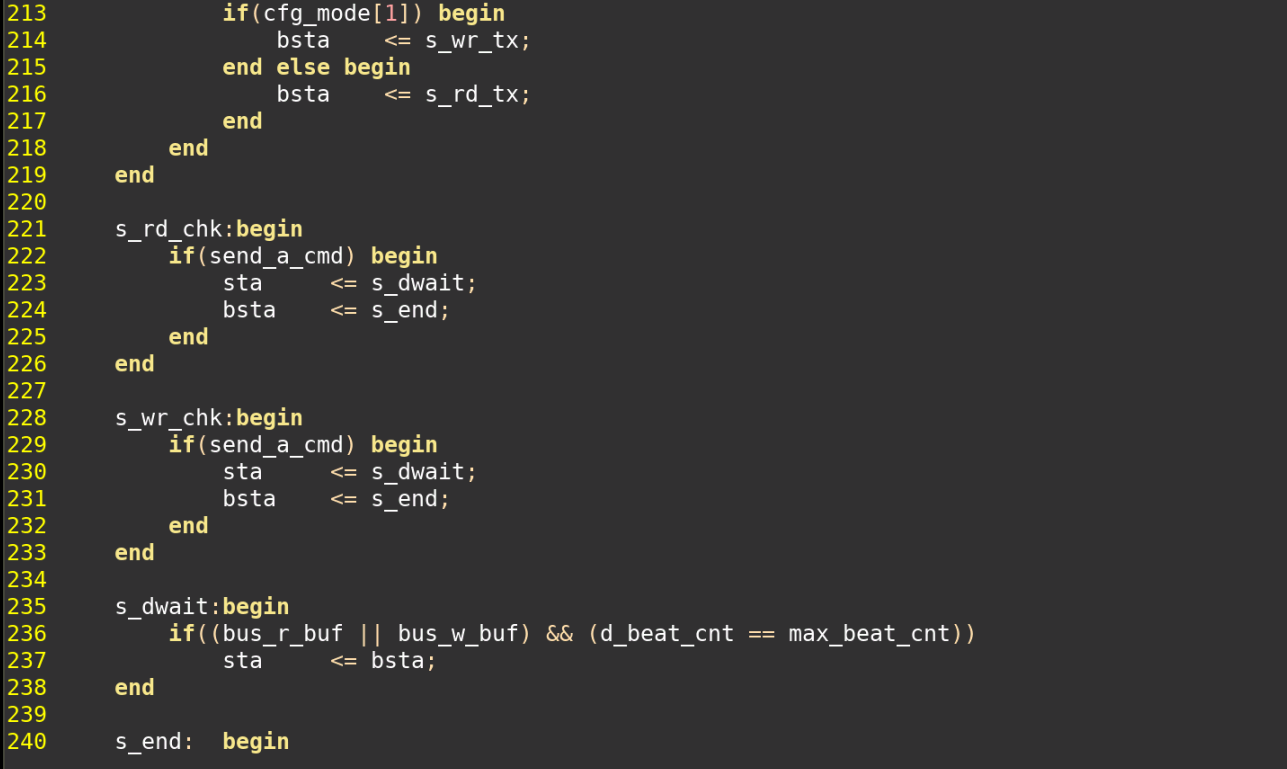 213             if(cfg_mode[1]) begin
214                 bsta    <= s_wr_tx;
215             end else begin
216                 bsta    <= s_rd_tx;
217             end
218         end
219     end
220
221     s_rd_chk:begin
222         if(send_a_cmd) begin
223             sta     <= s_dwait;
224             bsta    <= s_end;
225         end
226     end
227
228     s_wr_chk:begin
229         if(send_a_cmd) begin
230             sta     <= s_dwait;
231             bsta    <= s_end;
232         end
233     end
234
235     s_dwait:begin
236         if((bus_r_buf || bus_w_buf) && (d_beat_cnt == max_beat_cnt))
237             sta     <= bsta;
238     end
239
240     s_end:  begin